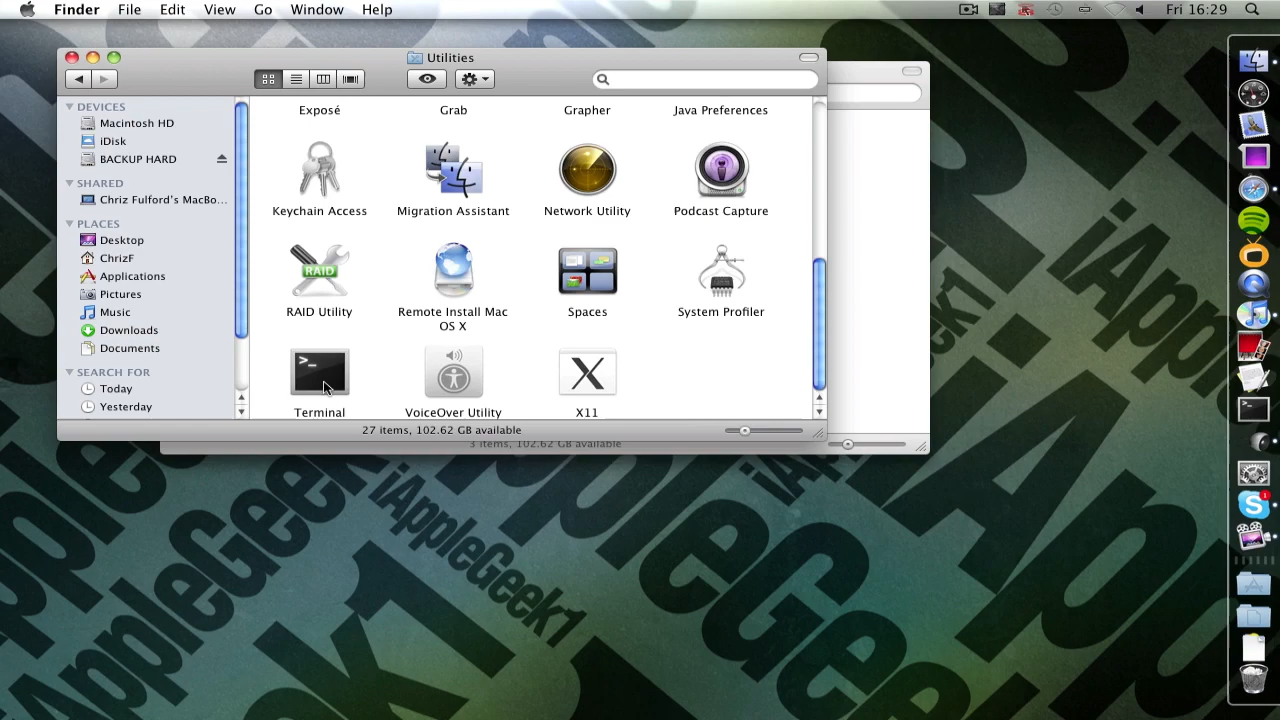 Finder File Edit View Go Window Help Fri 16:29
Utilities
DEVICES
Macintosh HD
iDisk
BACKUP HARD
SHARED
Chriz Fulford's MacBo...
PLACES
Desktop
ChrizF
Applications
Pictures
Music
Downloads
Documents
SEARCH FOR
Today
Yesterday
Exposé Grab Grapher Java Preferences
Keychain Access Migration Assistant Network Utility Podcast Capture
RAID
RAID Utility Remote Install Mac OS X Spaces System Profiler
>_
X
Terminal VoiceOver Utility X11
27 items, 102.62 GB available
3 items, 102.62 GB available
S 1
iAppleGeek1
iAppleGeek1
AppleGeek1